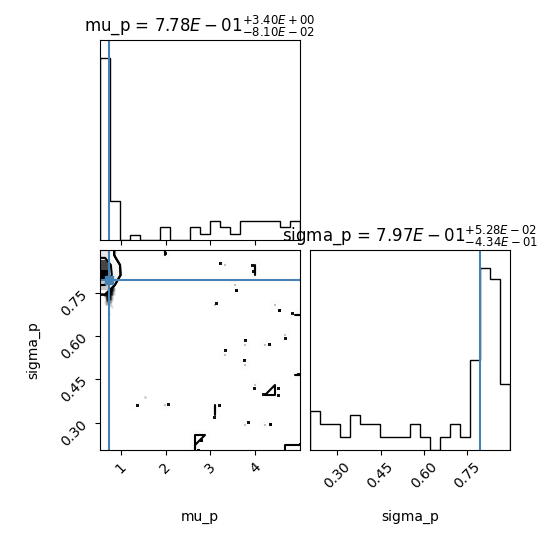 mu_p = 7.78E − 01+3.40E + 00 −8.10E − 02
sigma_p = 7.97E − 01+5.28E − 02 −4.34E − 01
0.75
0.60
0.45
0.30
sigma_p
1
2
3
4
mu_p
0.30
0.45
0.60
0.75
sigma_p